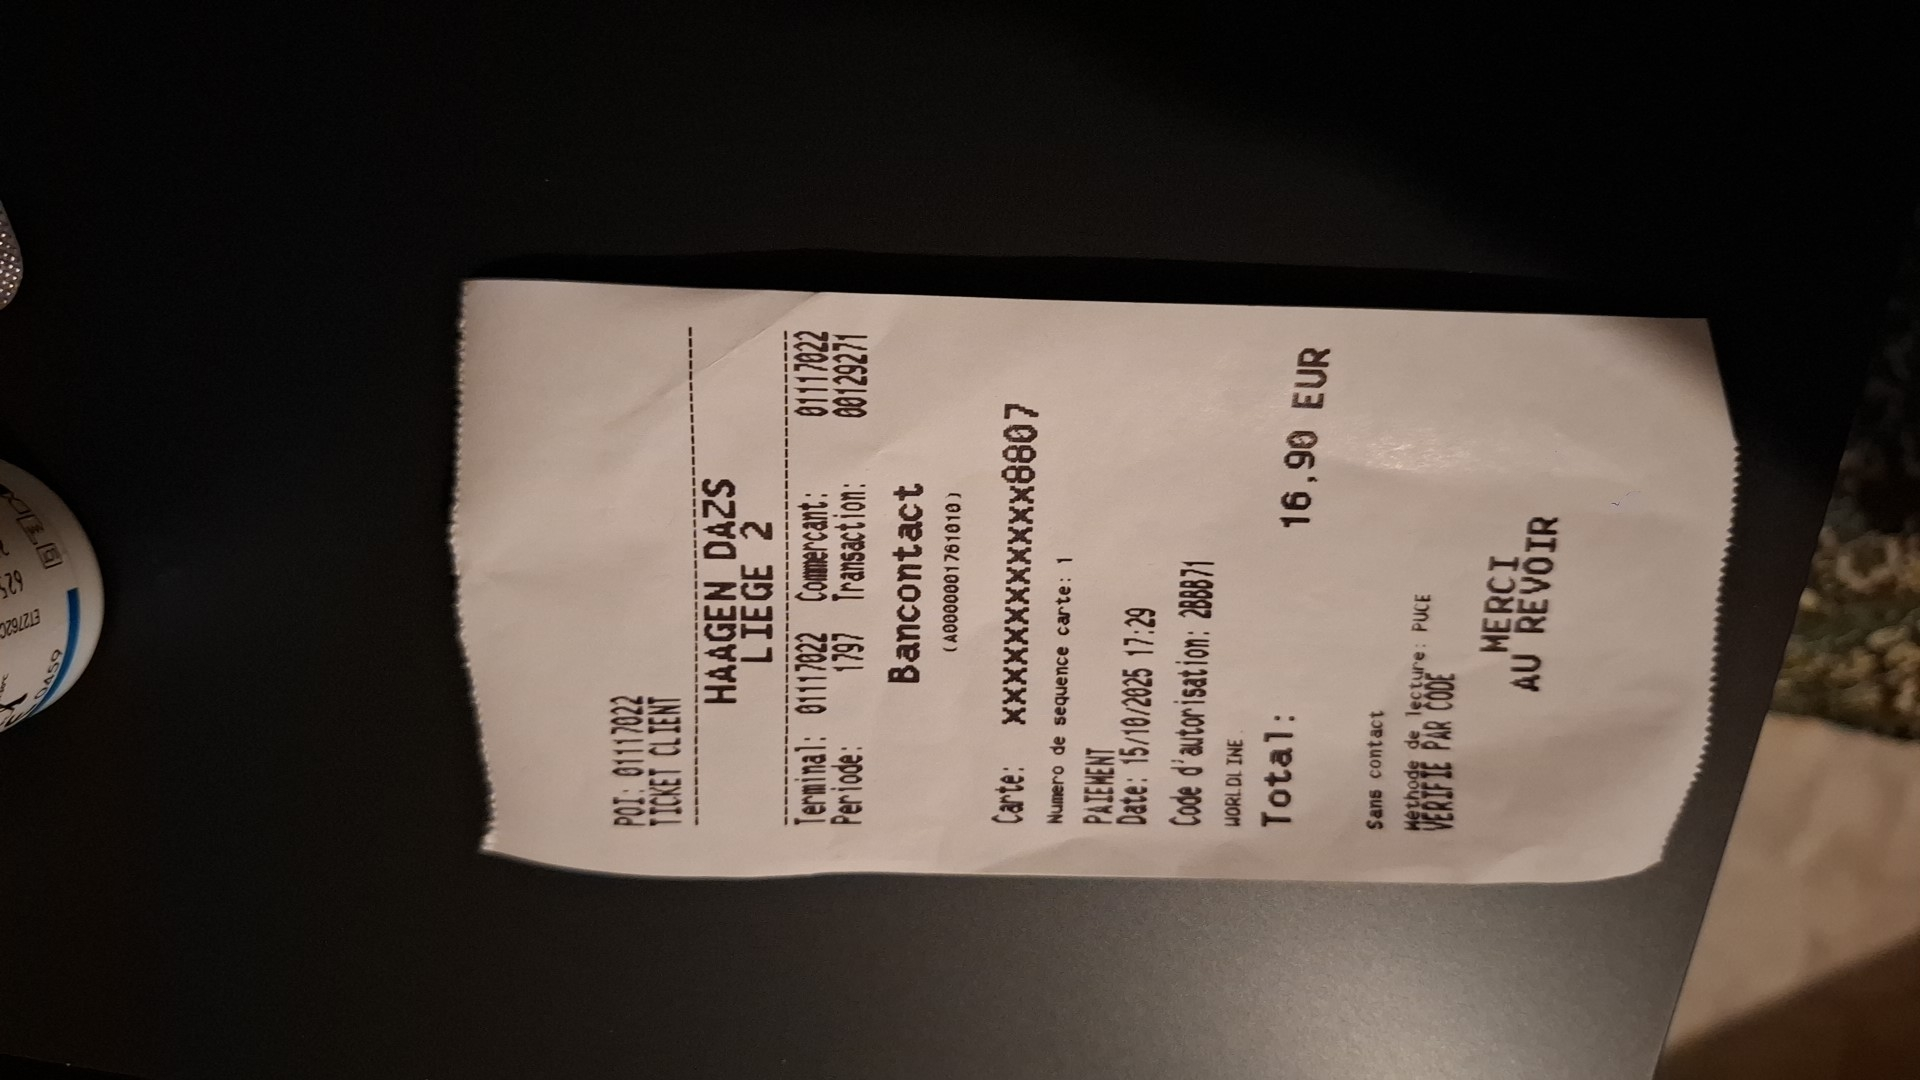 POI: 01117022
TICKET CLIENT
HAAGEN DAZS
LIEGE 2
Terminal: 01117022 Commercant: 01117022
Periode: 1797 Transaction: 00129271
Bancontact
(A0000001761010)
Carte: xxxxxxxxxxxxx8807
Numero de sequence carte: 1
PAIEMENT
Date: 15/10/2025 17:29
Code d'autorisation: 2BBB71
WORLDLINE
Total: 16,90 EUR
Sans contact
Methode de lecture: PUCE
VERIFIE PAR CODE
MERCI
AU REVOIR